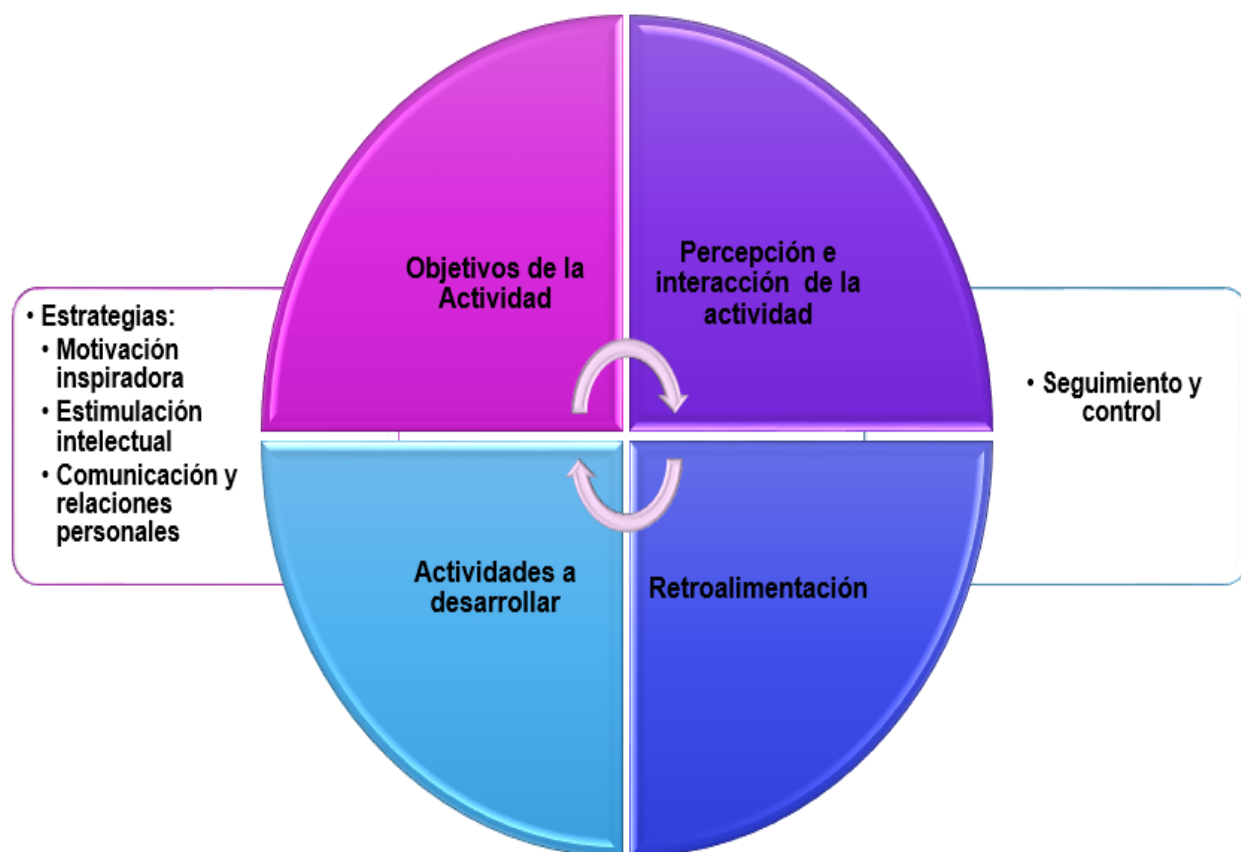 Objetivos de la
Actividad
Percepción e
interacción de la
actividad
• Estrategias:
• Motivación
inspiradora
• Estimulación
intelectual
• Comunicación y
relaciones
personales
• Seguimiento y
control
Actividades a
desarrollar
Retroalimentación